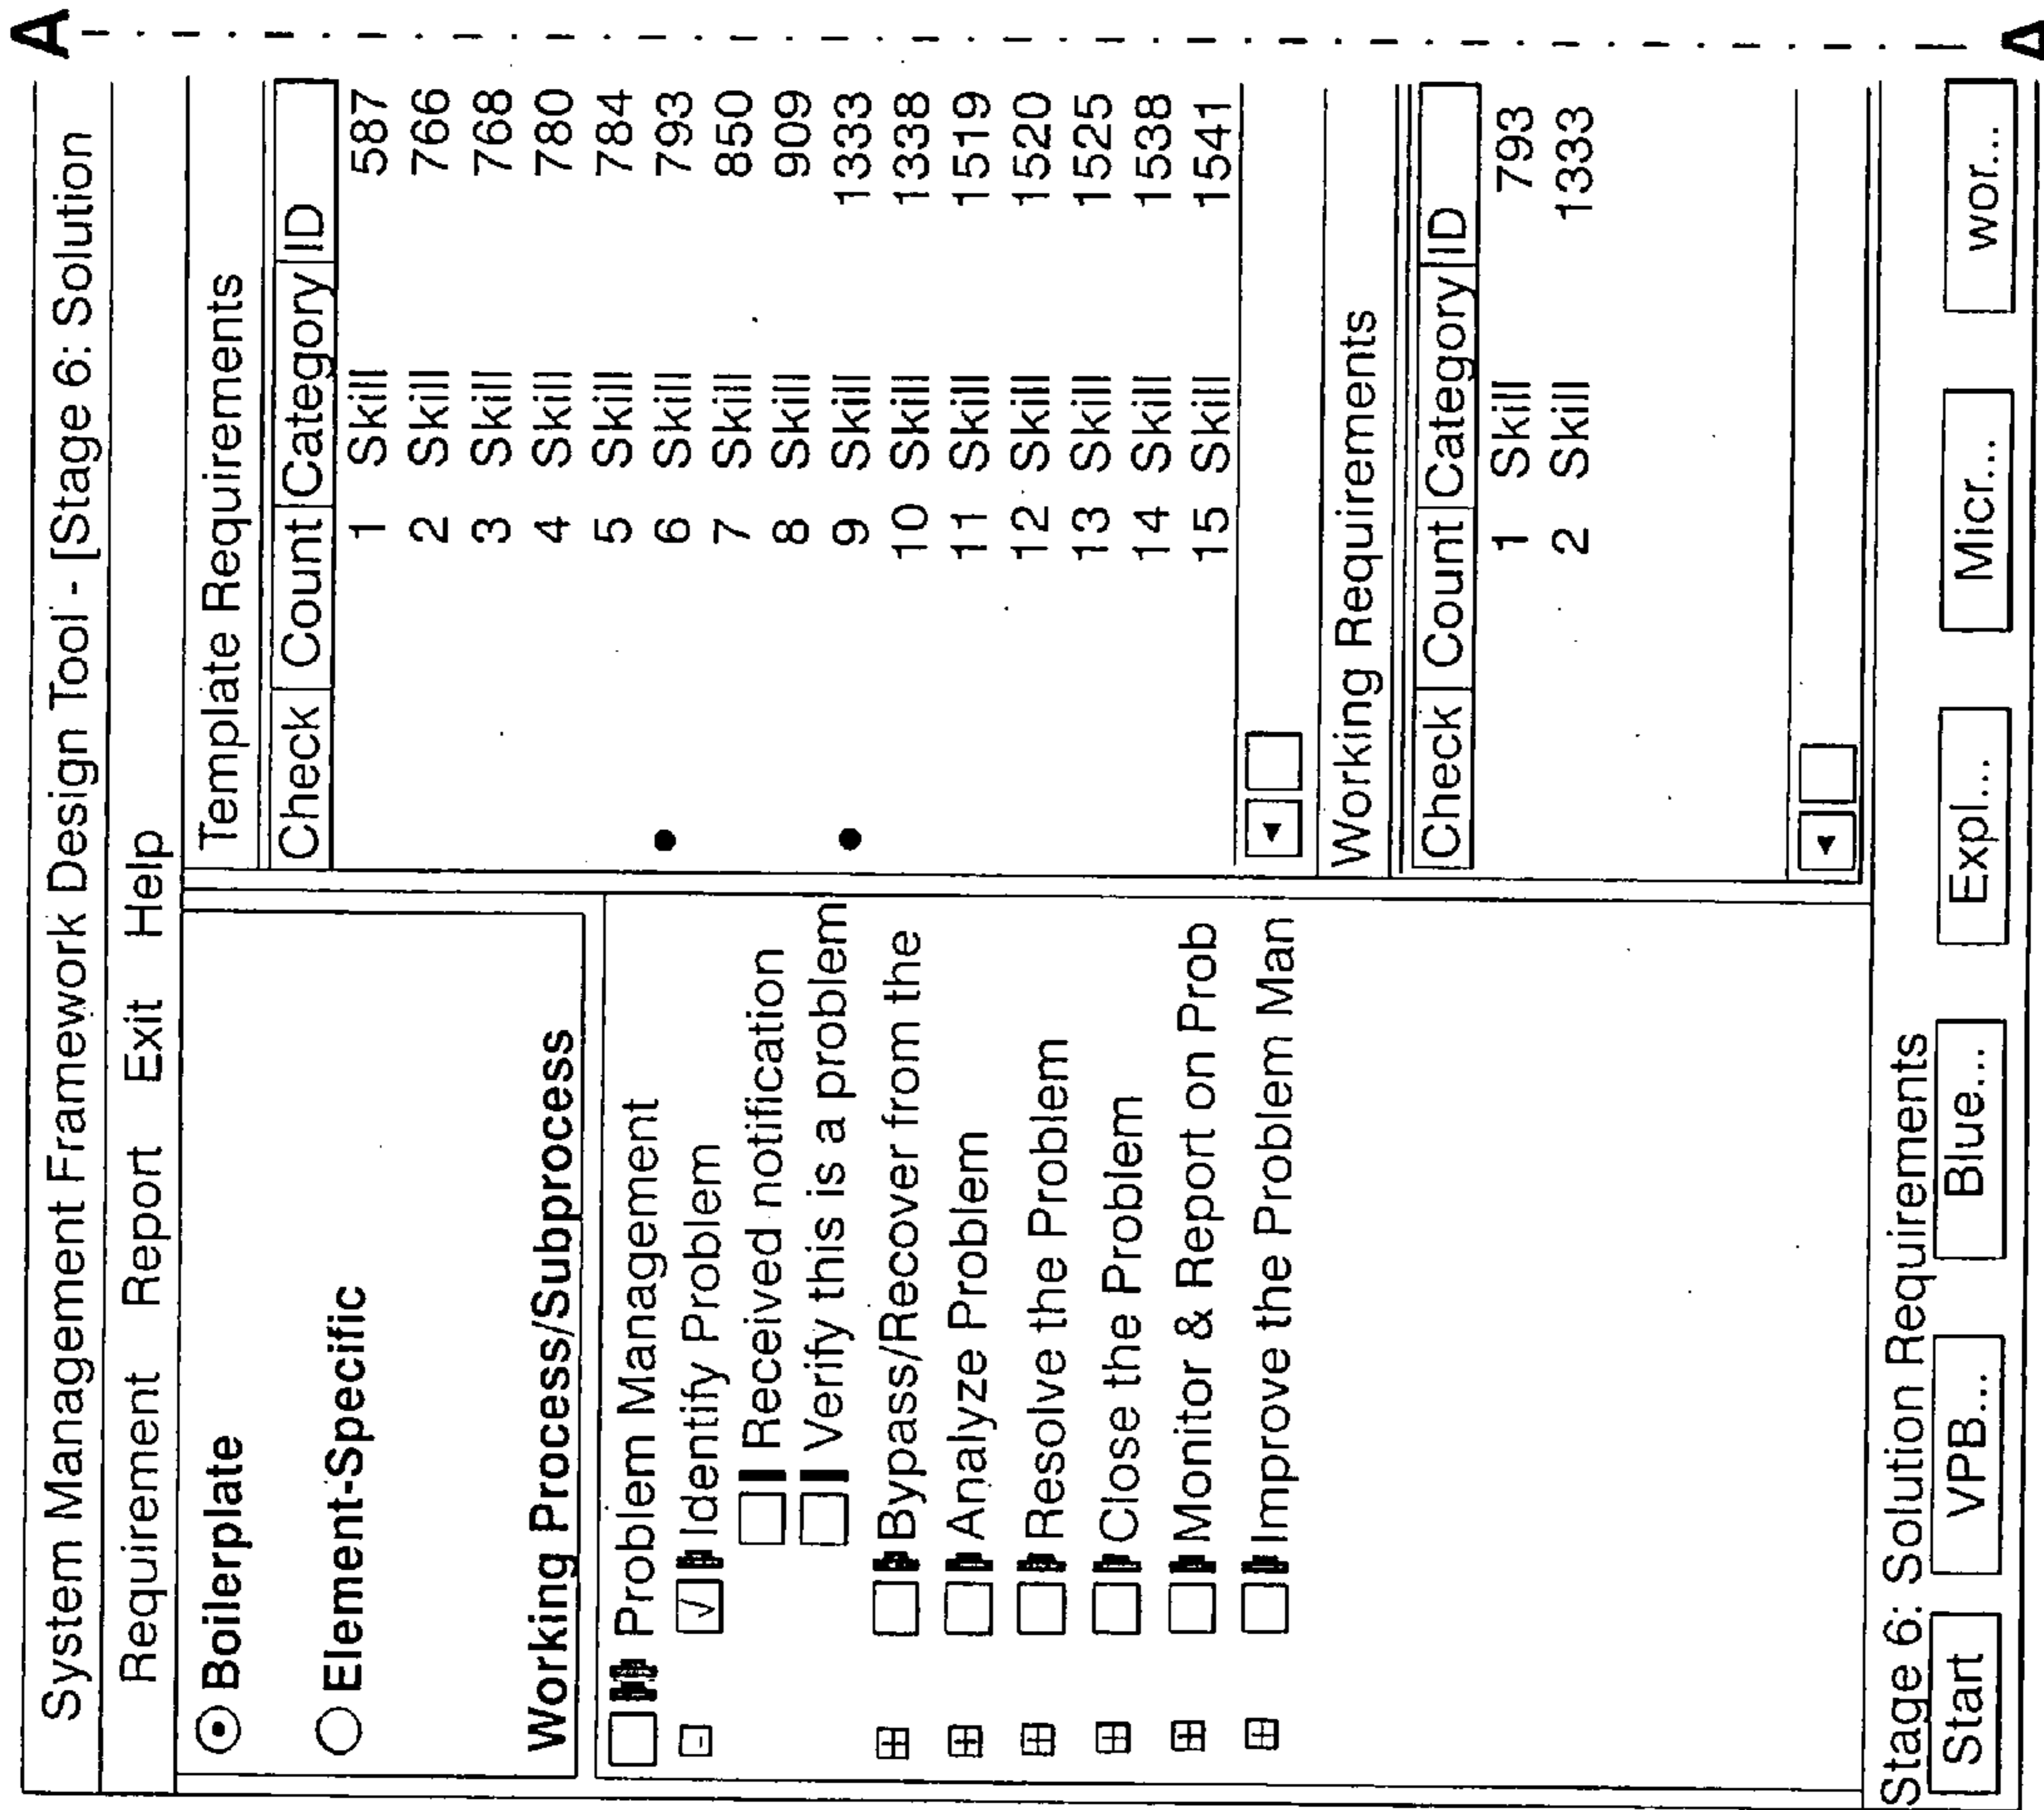 A
System Management Framework Design Tool - [Stage 6: Solution
Requirement Report Exit Help
Boilerplate
Element-Specific
Working Process/Subprocess
Problem Management
Identify Problem
Received notification
Verify this is a problem
Bypass/Recover from the
Analyze Problem
Resolve the Problem
Close the Problem
Monitor & Report on Prob
Improve the Problem Man
Template Requirements
Check Count Category ID
1 Skill 587
2 Skill 766
3 Skill 768
4 Skill 780
5 Skill 784
6 Skill 793
7 Skill 850
8 Skill 909
9 Skill 1333
10 Skill 1338
11 Skill 1519
12 Skill 1520
13 Skill 1525
14 Skill 1538
15 Skill 1541
Working Requirements
Check Count Category ID
1 Skill 793
2 Skill 1333
Stage 6: Solution Requirements
Start VPB... Blue... Expl... Micr... wor...
A